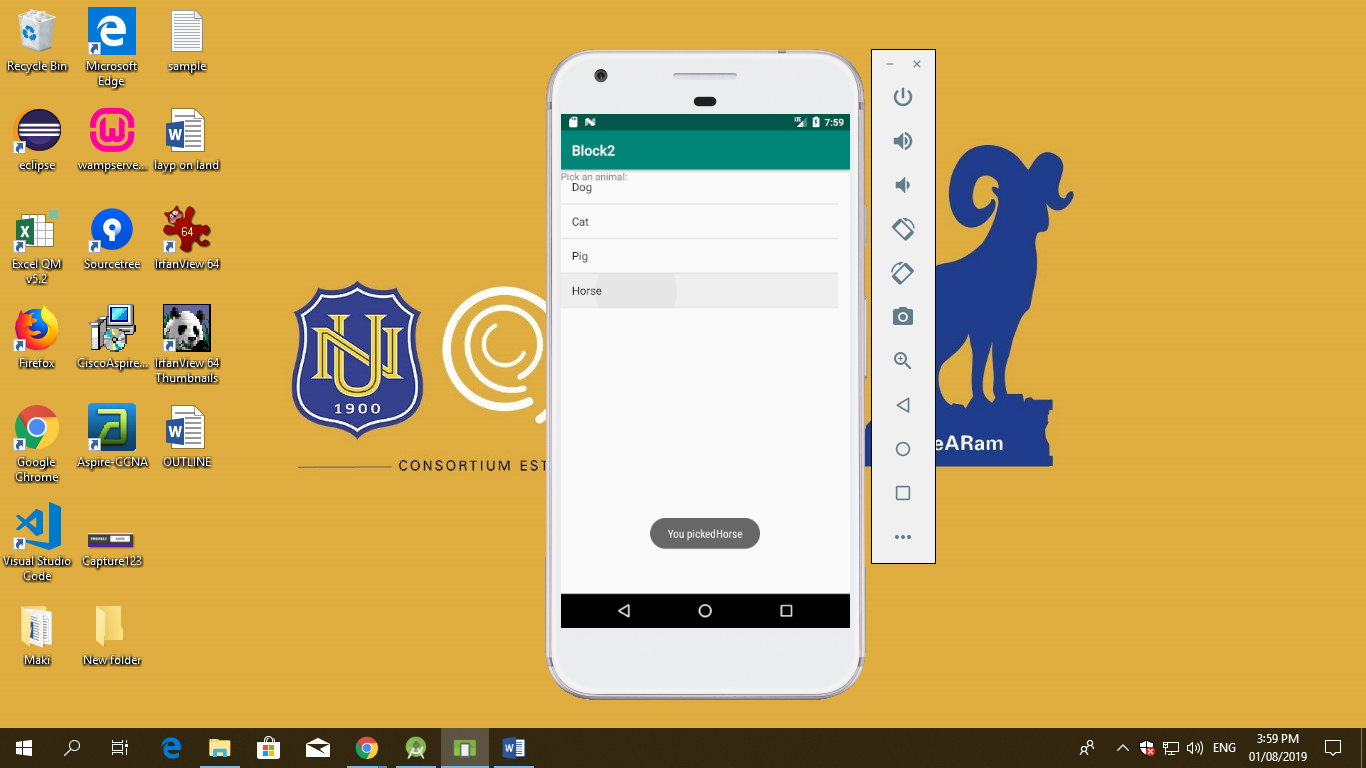 Recycle Bin
Microsoft
Edge
sample
eclipse
wampserve...
layp on land
Excel QM
v5.2
Sourcetree
64
IrfanView 64
Firefox
CiscoAspire...
IrfanView 64
Thumbnails
Google
Chrome
Aspire-CCNA
OUTLINE
Visual Studio
Code
Capture123
Maki
New folder
NU
1900
CONSORTIUM EST
7:59
Block2
Pick an animal:
Dog
Cat
Pig
Horse
You pickedHorse
eARam
ENG
3:59 PM
01/08/2019